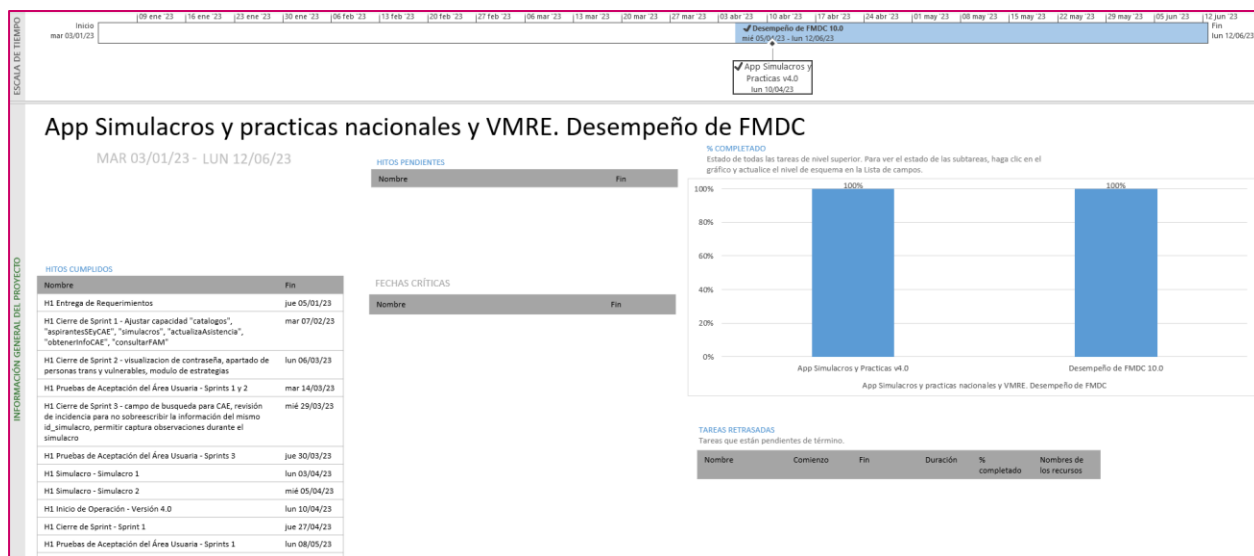 ESCALA DE TIEMPO
|09 ene '23 |16 ene '23 |23 ene '23 |30 ene '23 |06 feb '23 |13 feb '23 |20 feb '23 |27 feb '23 |06 mar '23 |13 mar '23 |20 mar '23 |27 mar '23 |03 abr '23 |10 abr '23 |17 abr '23 |24 abr '23 |01 may '23 |08 may '23 |15 may '23 |22 may '23 |29 may '23 |05 jun '23 |12 jun '23
Inicio
mar 03/01/23
Desempeño de FMDC 10.0
mié 05/04/23 - lun 12/06/23
Fin
lun 12/06/23
App Simulacros y
Practicas v4.0
lun 10/04/23
INFORMACIÓN GENERAL DEL PROYECTO
App Simulacros y practicas nacionales y VMRE. Desempeño de FMDC
MAR 03/01/23 - LUN 12/06/23
HITOS PENDIENTES
Nombre Fin
HITOS CUMPLIDOS
Nombre Fin
H1 Entrega de Requerimientos jue 05/01/23
H1 Cierre de Sprint 1 - Ajustar capacidad "catalogos", mar 07/02/23
"aspirantesSEyCAE", "simulacros", "actualizaAsistencia",
"obtenerInfoCAE", "consultarFAM"
H1 Cierre de Sprint 2 - visualizacion de contraseña, apartado de lun 06/03/23
personas trans y vulnerables, modulo de estrategias
H1 Pruebas de Aceptación del Área Usuaria - Sprints 1 y 2 mar 14/03/23
H1 Cierre de Sprint 3 - campo de busqueda para CAE, revisión mié 29/03/23
de incidencia para no sobreescribir la información del mismo
id_simulacro, permitir captura observaciones durante el
simulacro
H1 Pruebas de Aceptación del Área Usuaria - Sprints 3 jue 30/03/23
H1 Simulacro - Simulacro 1 lun 03/04/23
H1 Simulacro - Simulacro 2 mié 05/04/23
H1 Inicio de Operación - Versión 4.0 lun 10/04/23
H1 Cierre de Sprint - Sprint 1 jue 27/04/23
H1 Pruebas de Aceptación del Área Usuaria - Sprints 1 lun 08/05/23
FECHAS CRÍTICAS
Nombre Fin
% COMPLETADO
Estado de todas las tareas de nivel superior. Para ver el estado de las subtareas, haga clic en el
gráfico y actualice el nivel de esquema en la Lista de campos.
100%
80%
60%
40%
20%
0%
100% 100%
App Simulacros y Practicas v4.0 Desempeño de FMDC 10.0
App Simulacros y practicas nacionales y VMRE. Desempeño de FMDC
TAREAS RETRASADAS
Tareas que están pendientes de término.
Nombre Comienzo Fin Duración % Nombres de
completado los recursos